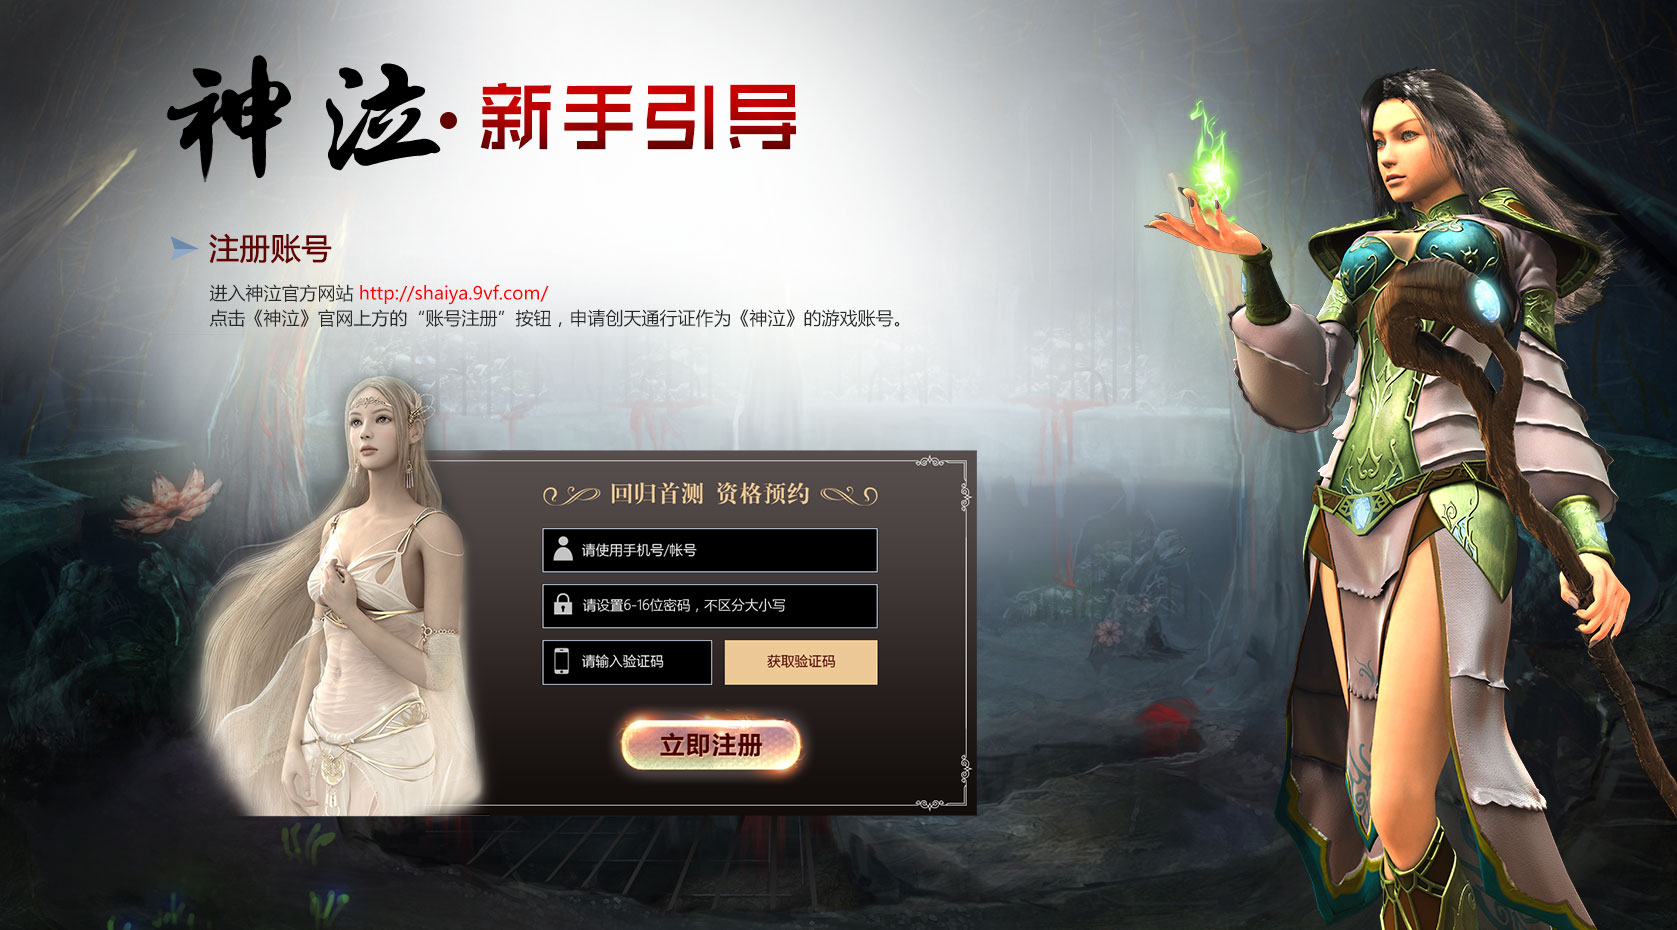 神泣·新手引导
注册账号
进入神泣官方网站 http://shaiya.9vf.com/
点击《神泣》官网上方的“账号注册”按钮，申请创天通行证作为《神泣》的游戏账号。
回归首测 资格预约
请使用手机号/帐号
请设置6-16位密码，不区分大小写
请输入验证码
获取验证码
立即注册